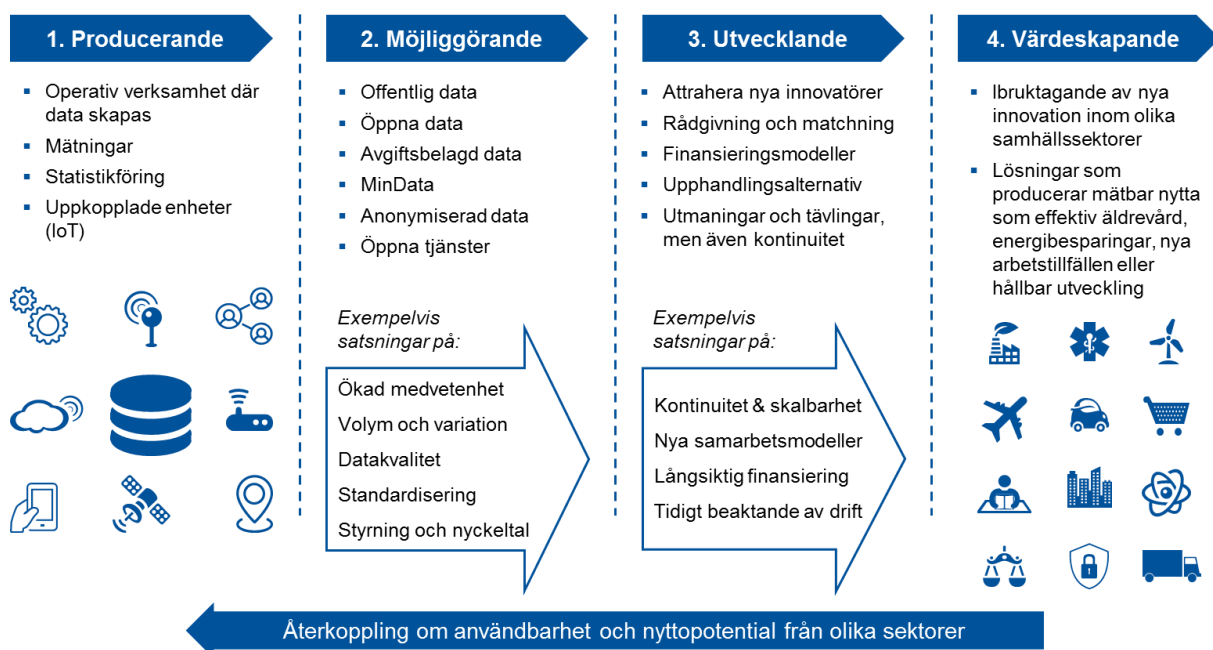 1. Producerande
Operativ verksamhet där
data skapas
Mätningar
Statistikföring
Uppkopplade enheter
(IoT)
2. Möjliggörande
Offentlig data
Öppna data
Avgiftsbelagd data
MinData
Anonymiserad data
Öppna tjänster
Exempelvis
satsningar på:
Ökad medvetenhet
Volym och variation
Datakvalitet
Standardisering
Styrning och nyckeltal
3. Utvecklande
Attrahera nya innovatörer
Rådgivning och matchning
Finansieringsmodeller
Upphandlingsalternativ
Utmaningar och tävlingar,
men även kontinuitet
Exempelvis
satsningar på:
Kontinuitet & skalbarhet
Nya samarbetsmodeller
Långsiktig finansiering
Tidigt beaktande av drift
4. Värdeskapande
Ibruktagande av nya
innovation inom olika
samhällssektorer
Lösningar som
producerar mätbar nytta
som effektiv äldrevård,
energibesparingar, nya
arbetstillfällen eller
hållbar utveckling
Återkoppling om användbarhet och nyttopotential från olika sektorer